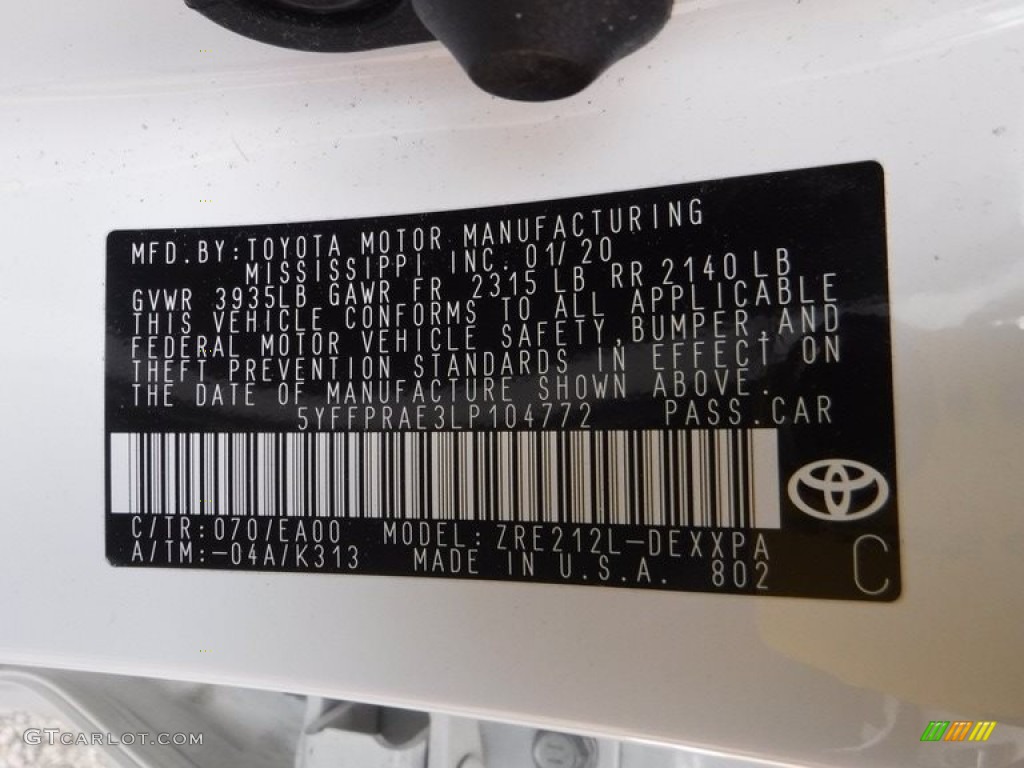 MFD.BY:TOYOTA MOTOR MANUFACTURING
MISSISSIPPI INC. 01/20
GVWR 3935LB GAWR FR 2315 LB RR 2140LB
THIS VEHICLE CONFORMS TO ALL APPLICABLE
FEDERAL MOTOR VEHICLE SAFETY,BUMPER,AND
THEFT PREVENTION STANDARDS IN EFFECT ON
THE DATE OF MANUFACTURE SHOWN ABOVE.
5YFFPRAE3LP104772 PASS.CAR
C/TR:070/EA00 MODEL:ZRE212L-DEXXPA
A/TM:-04A/K313 MADE IN U.S.A. 802
C
GTCARLOT.COM